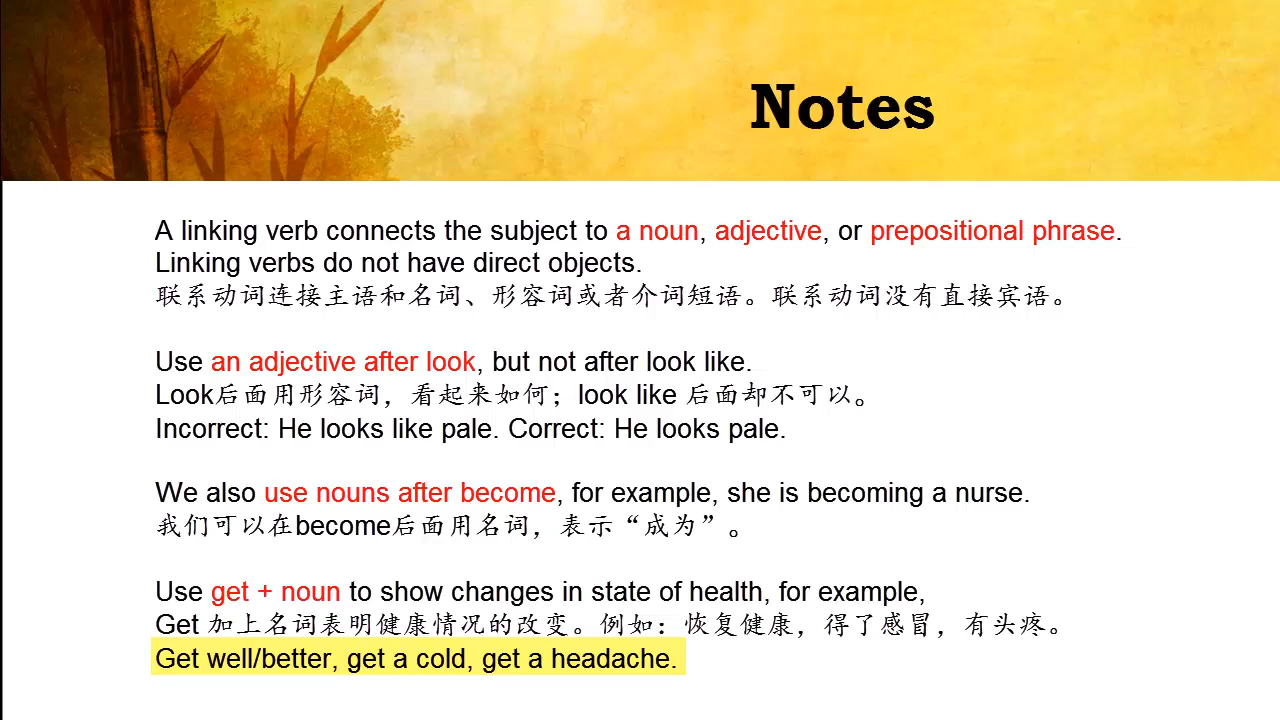 Notes
A linking verb connects the subject to a noun, adjective, or prepositional phrase.
Linking verbs do not have direct objects.
联系动词连接主语和名词、形容词或者介词短语。联系动词没有直接宾语。
Use an adjective after look, but not after look like.
Look后面用形容词，看起来如何；look like 后面却不可以。
Incorrect: He looks like pale. Correct: He looks pale.
We also use nouns after become, for example, she is becoming a nurse.
我们可以在become后面用名词，表示“成为”。
Use get + noun to show changes in state of health, for example,
Get 加上名词表明健康情况的改变。例如：恢复健康，得了感冒，有头疼。
Get well/better, get a cold, get a headache.